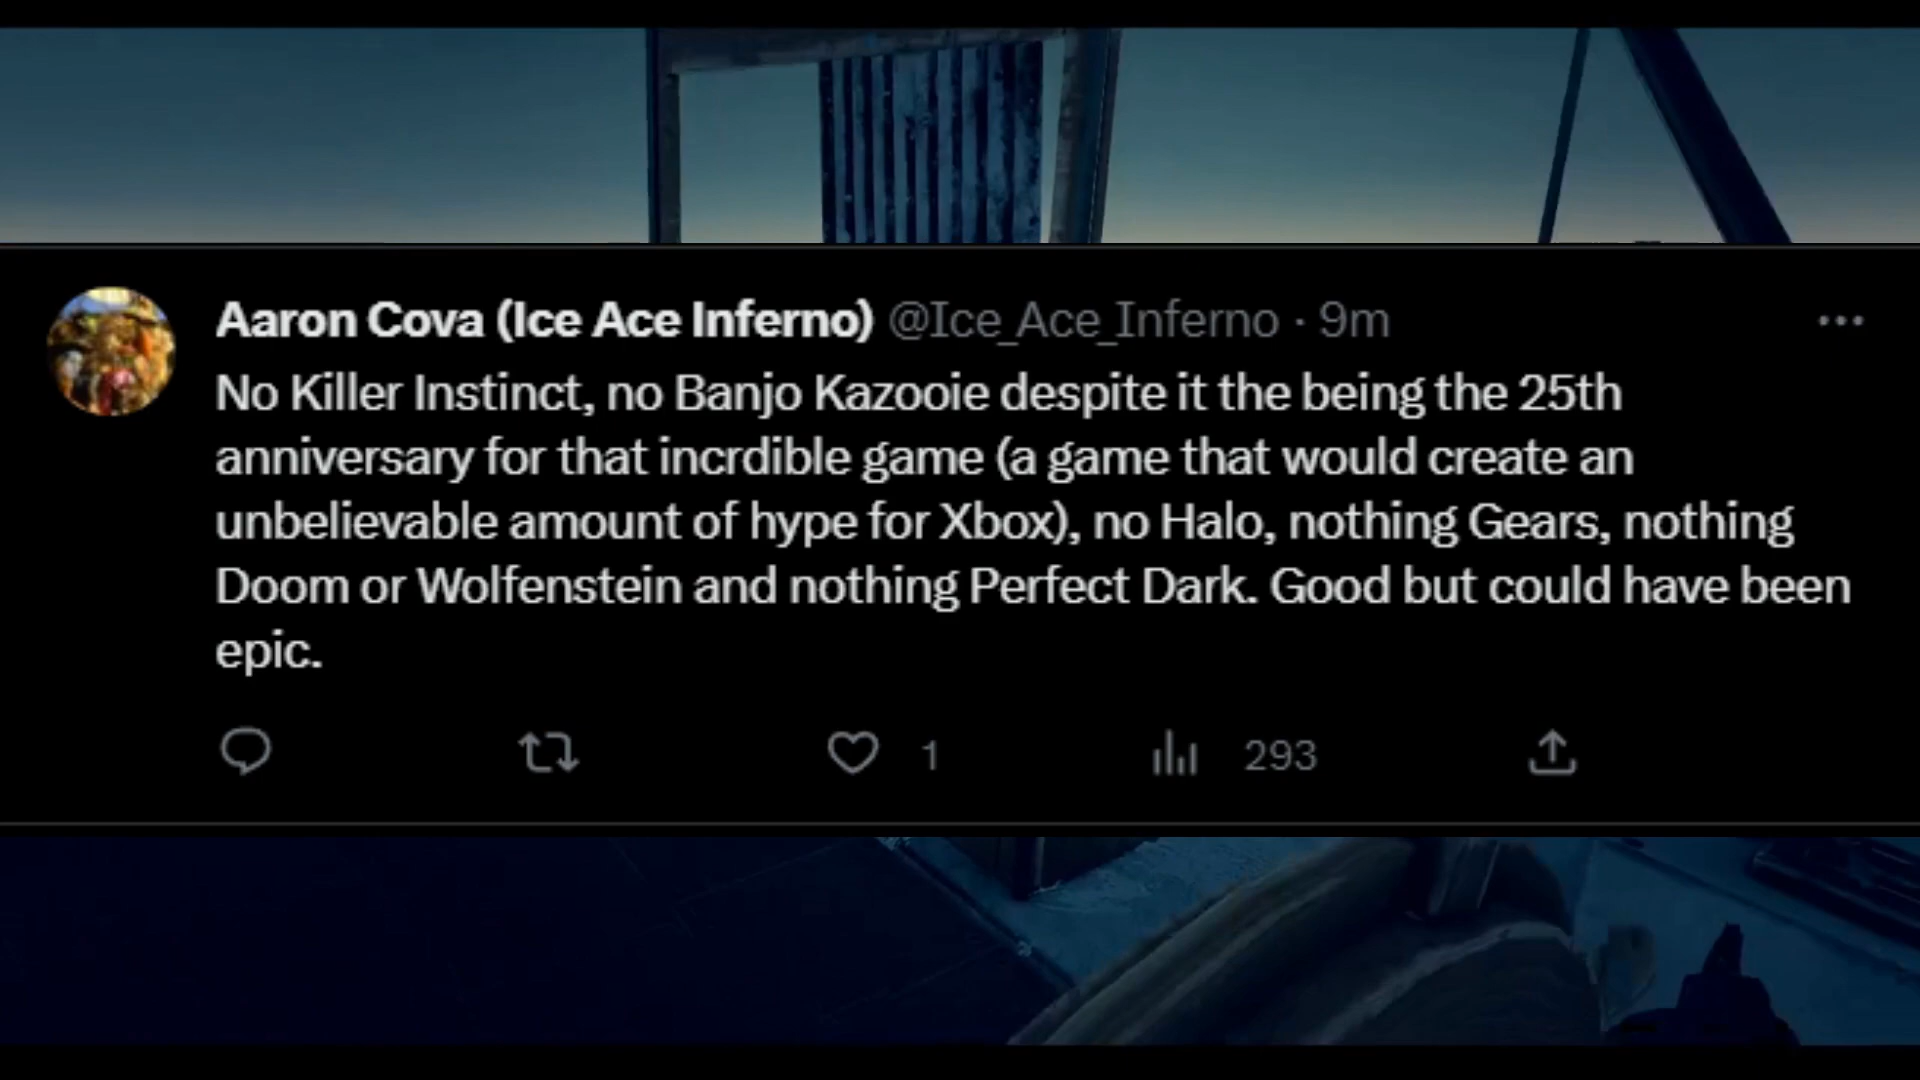 Aaron Cova (Ice Ace Inferno) @Ice_Ace_Inferno · 9m
No Killer Instinct, no Banjo Kazooie despite it the being the 25th
anniversary for that incrdible game (a game that would create an
unbelievable amount of hype for Xbox), no Halo, nothing Gears, nothing
Doom or Wolfenstein and nothing Perfect Dark. Good but could have been
epic.
1 293